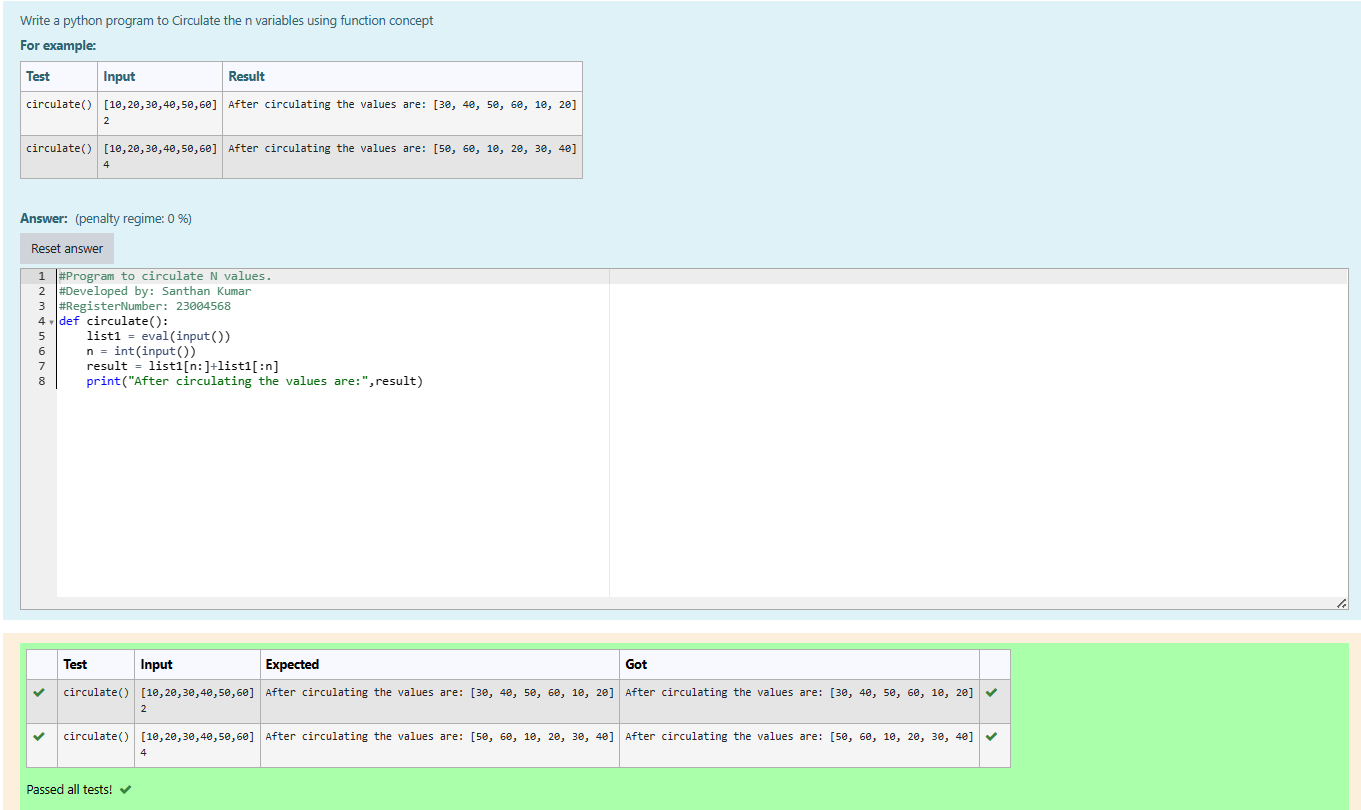 Write a python program to Circulate the n variables using function concept
For example:
Test Input Result
circulate() [10,20,30,40,50,60] After circulating the values are: [30, 40, 50, 60, 10, 20]
2
circulate() [10,20,30,40,50,60] After circulating the values are: [50, 60, 10, 20, 30, 40]
4
Answer: (penalty regime: 0 %)
Reset answer
1 #Program to circulate N values.
2 #Developed by: Santhan Kumar
3 #RegisterNumber: 23004568
4 def circulate():
5     list1 = eval(input())
6     n = int(input())
7     result = list1[n:]+list1[:n]
8     print("After circulating the values are:",result)
Test Input Expected Got
circulate() [10,20,30,40,50,60] After circulating the values are: [30, 40, 50, 60, 10, 20] After circulating the values are: [30, 40, 50, 60, 10, 20]
2
circulate() [10,20,30,40,50,60] After circulating the values are: [50, 60, 10, 20, 30, 40] After circulating the values are: [50, 60, 10, 20, 30, 40]
4
Passed all tests!